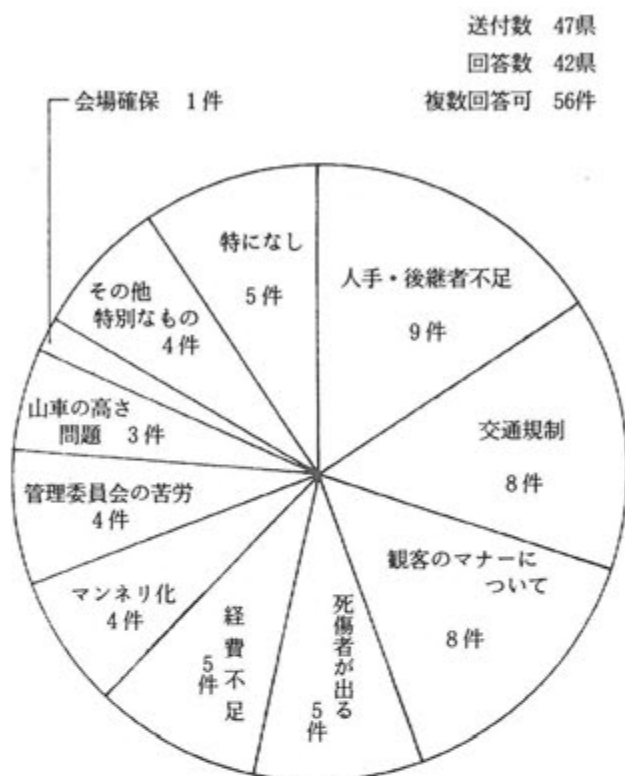 送付数 47県
回答数 42県
複数回答可 56件
会場確保 1件
特になし
5件
人手・後継者不足
9件
交通規制
8件
観客のマナーに
ついて
8件
死傷者が出る
5件
経費不足
5件
マンネリ化
4件
管理委員会の苦労
4件
山車の高さ
問題 3件
その他
特別なもの
4件